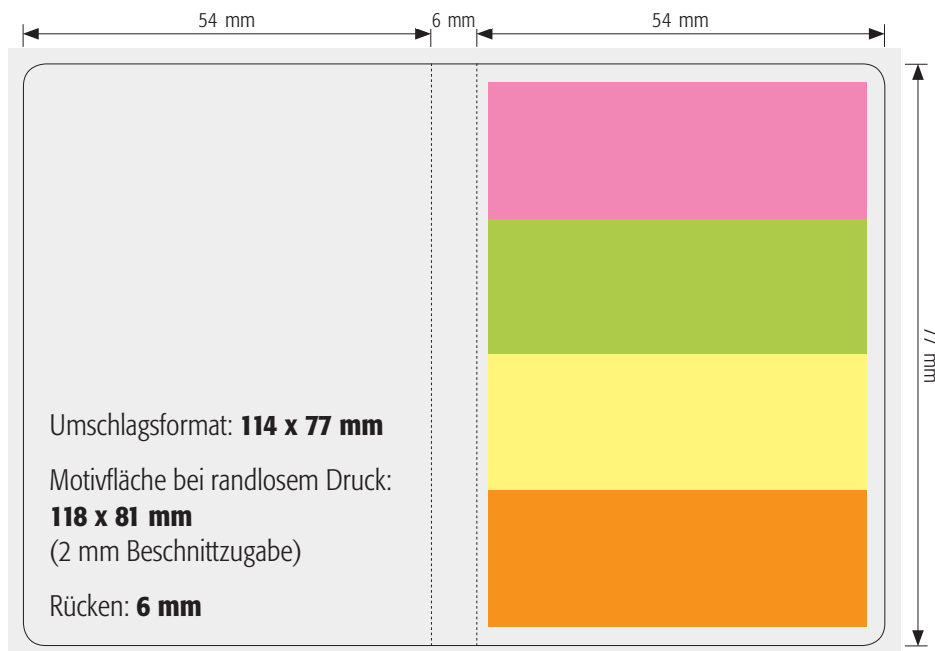 54 mm
6 mm
54 mm
77 mm
Umschlagsformat: 114 x 77 mm
Motivfläche bei randlosem Druck:
118 x 81 mm
(2 mm Beschnittzugabe)
Rücken: 6 mm